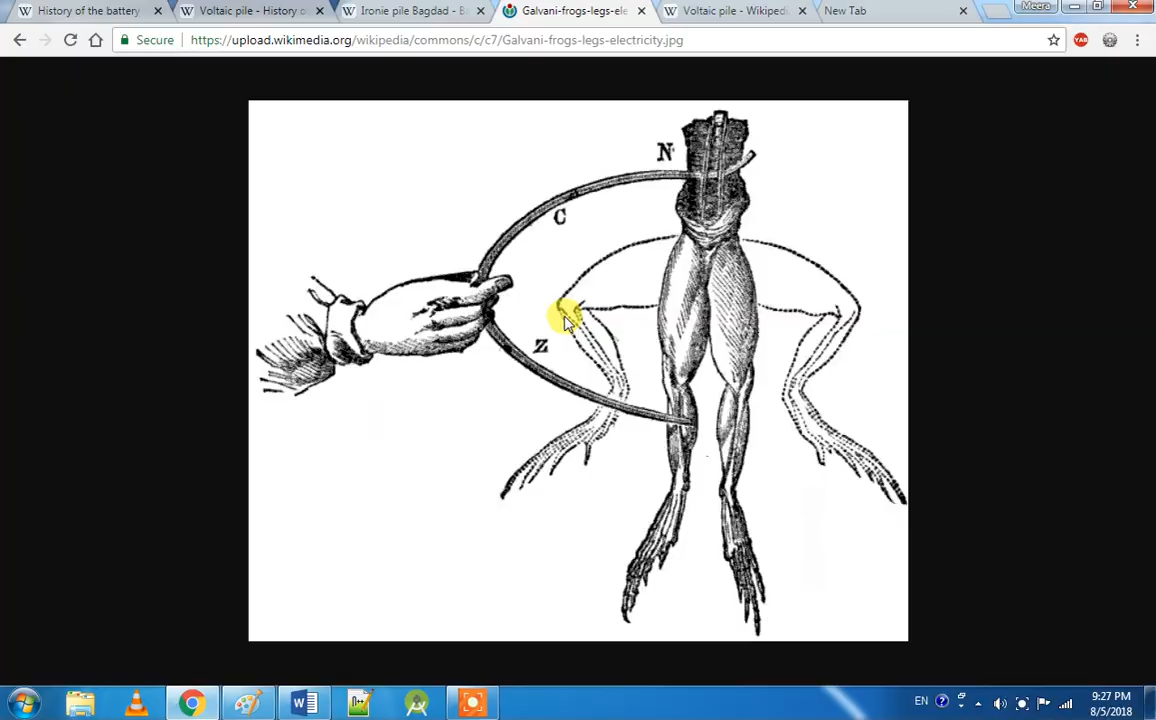 History of the battery
Voltaic pile - History o
Ironie pile Bagdad - B
Galvani-frogs-legs-ele
Voltaic pile - Wikiped
New Tab
Meera
Secure
https://upload.wikimedia.org/wikipedia/commons/c/c7/Galvani-frogs-legs-electricity.jpg
N
C
Z
EN
9:27 PM
8/5/2018